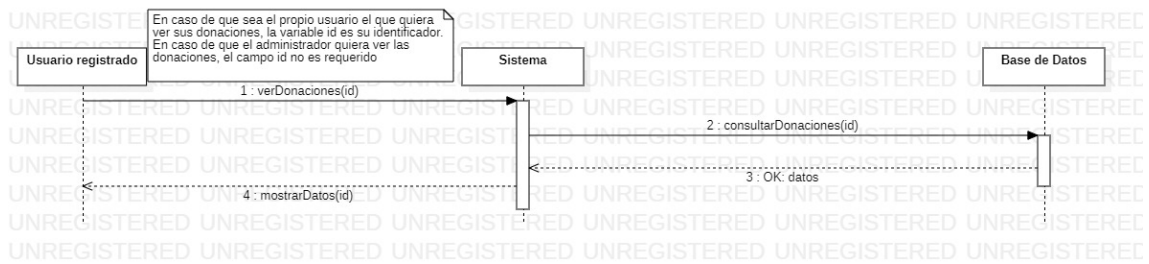 En caso de que sea el propio usuario el que quiera
ver sus donaciones, la variable id es su identificador.
En caso de que el administrador quiera ver las
donaciones, el campo id no es requerido
Usuario registrado
Sistema
Base de Datos
1 : verDonaciones(id)
2 : consultarDonaciones(id)
3 : OK: datos
4 : mostrarDatos(id)
UNREGISTERED